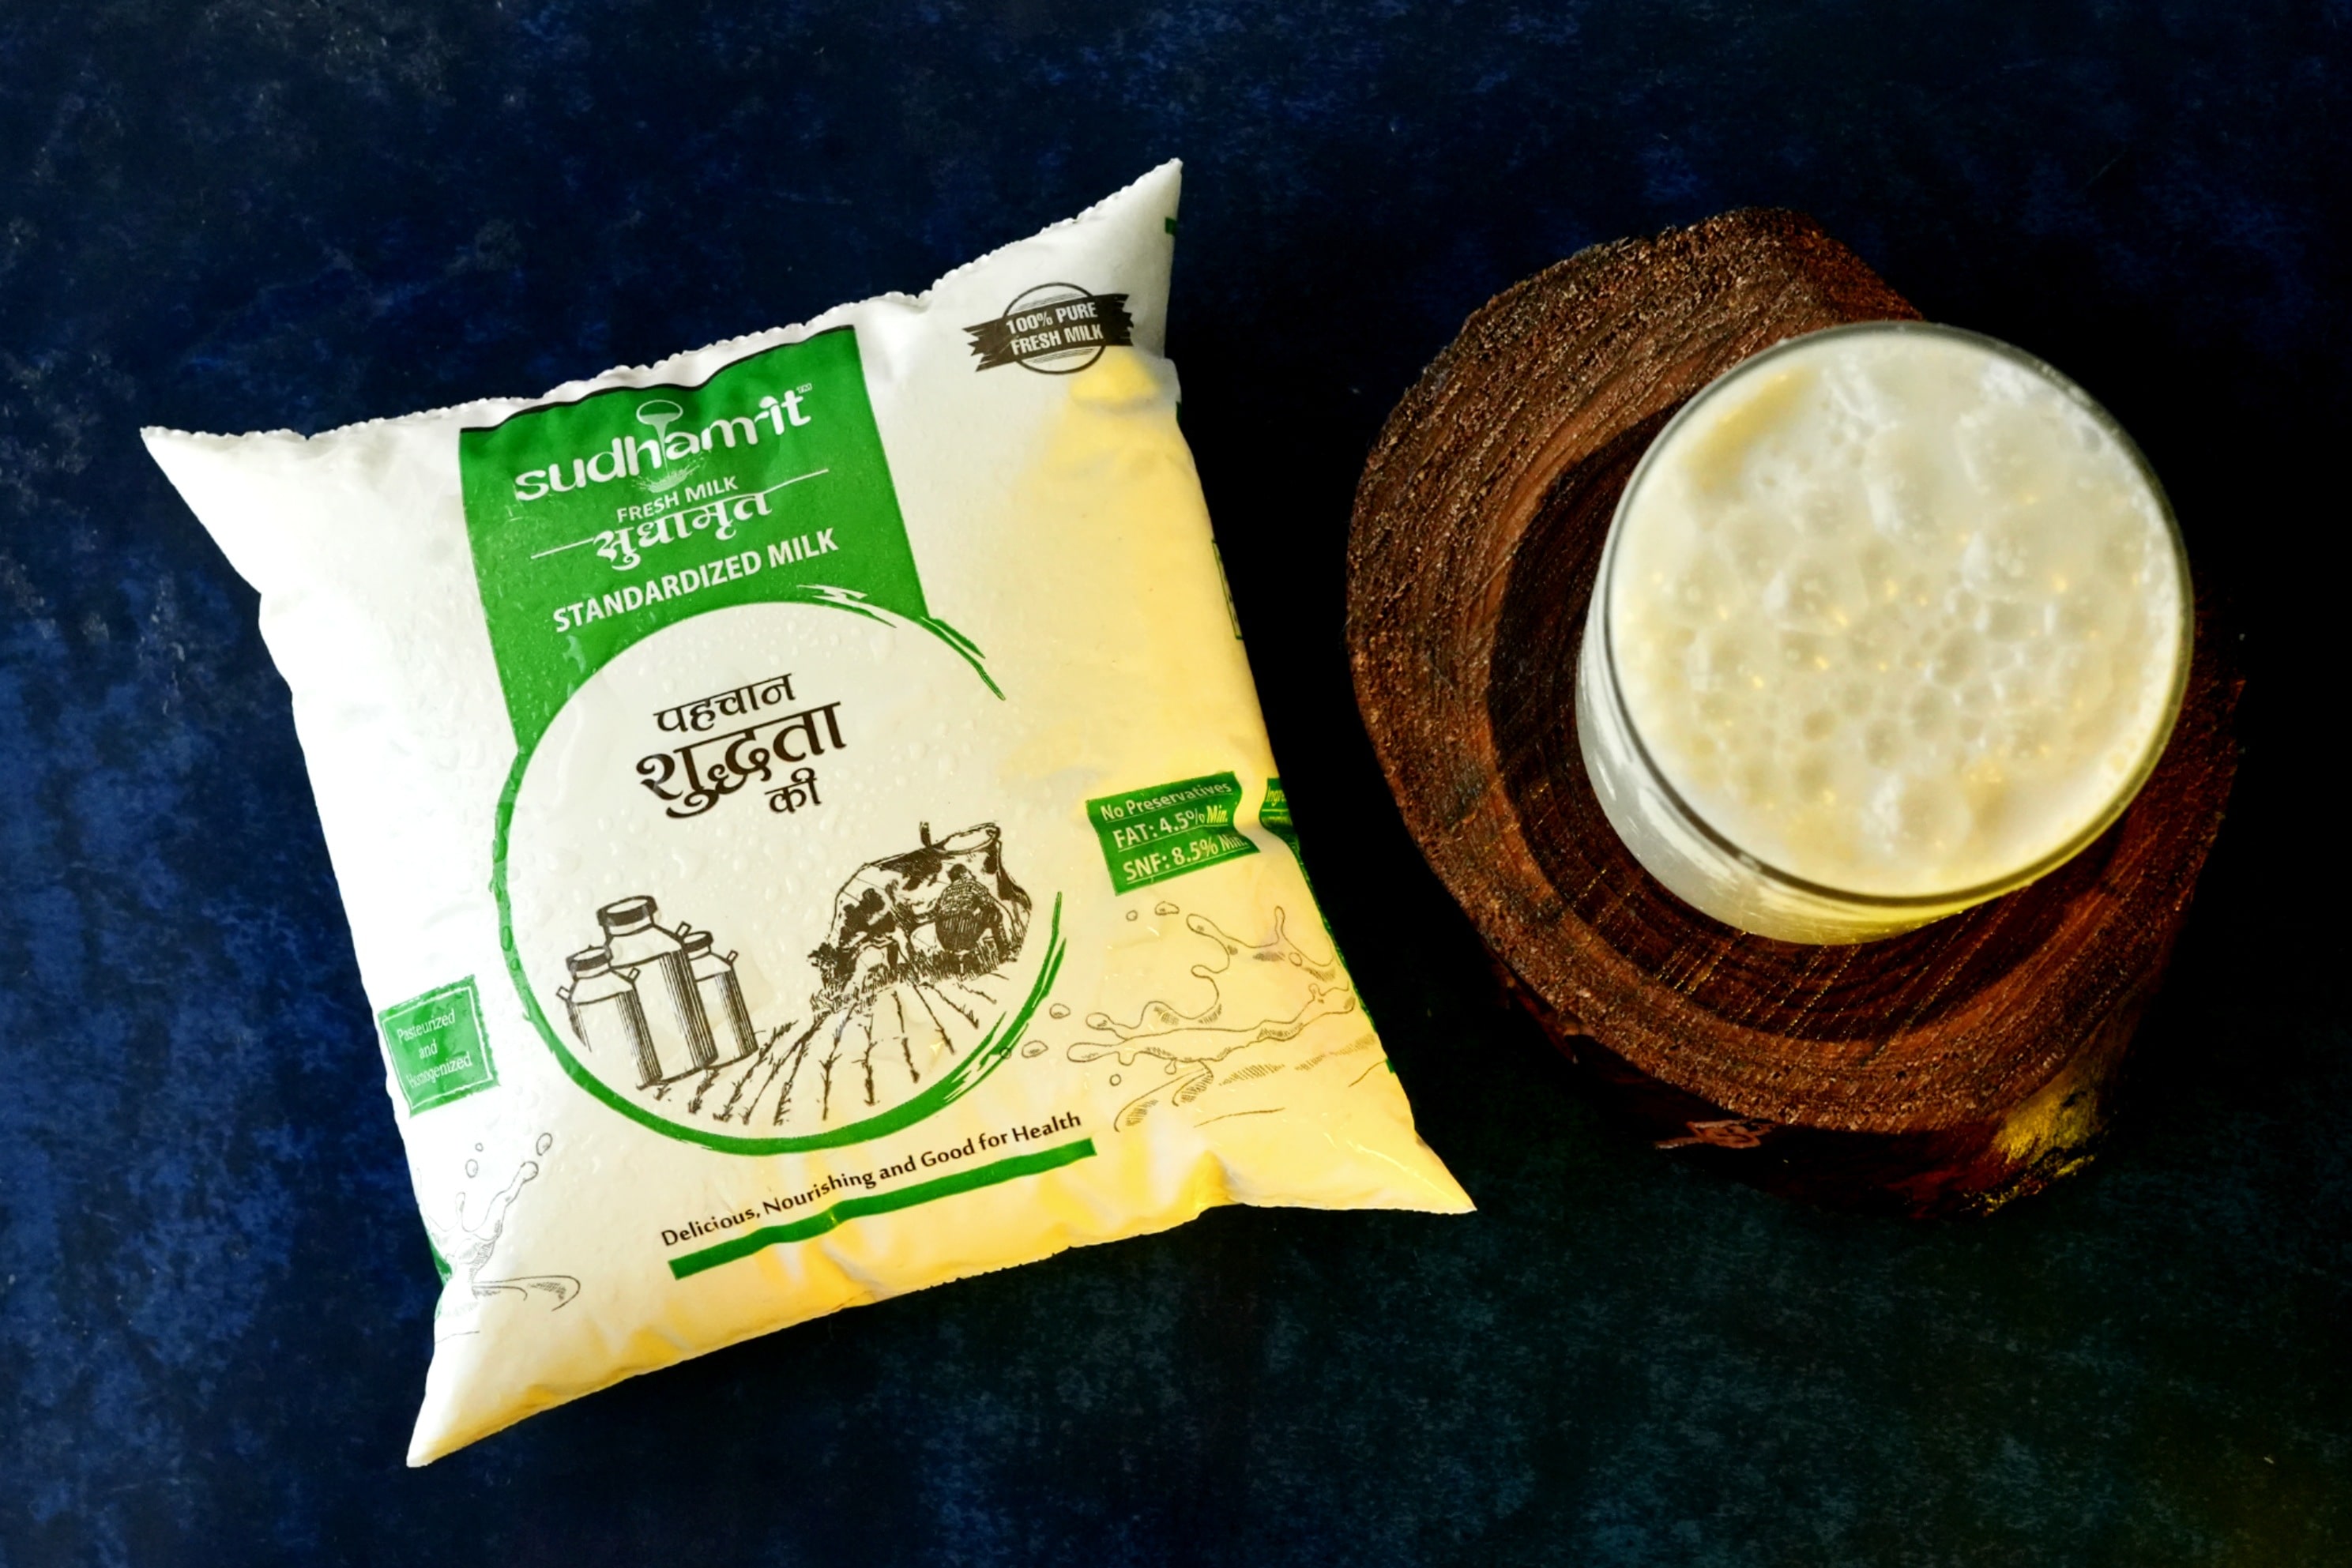 100% PURE
FRESH MILK
sudhamrit
FRESH MILK
सुधामृत
STANDARDIZED MILK
पहचान
शुद्धता
की
No Preservatives
FAT: 4.5% Min.
SNF: 8.5% Min.
Pasteurized
and
Homogenized
Delicious, Nourishing and Good for Health